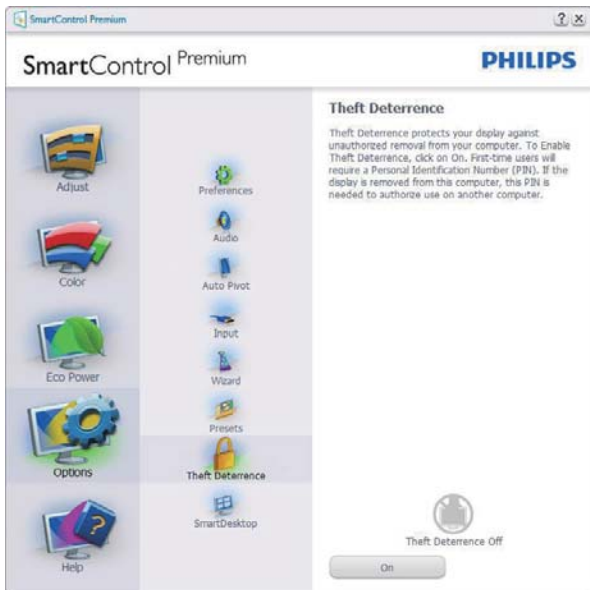 SmartControl Premium
? x
SmartControl Premium
PHILIPS
Adjust
Color
Eco Power
Options
Help
Preferences
Audio
Auto Pivot
Input
Wizard
Presets
Theft Deterrence
SmartDesktop
Theft Deterrence
Theft Deterrence protects your display against
unauthorized removal from your computer. To Enable
Theft Deterrence, click on On. First-time users will
require a Personal Identification Number (PIN). If the
display is removed from this computer, this PIN is
needed to authorize use on another computer.
Theft Deterrence Off
On